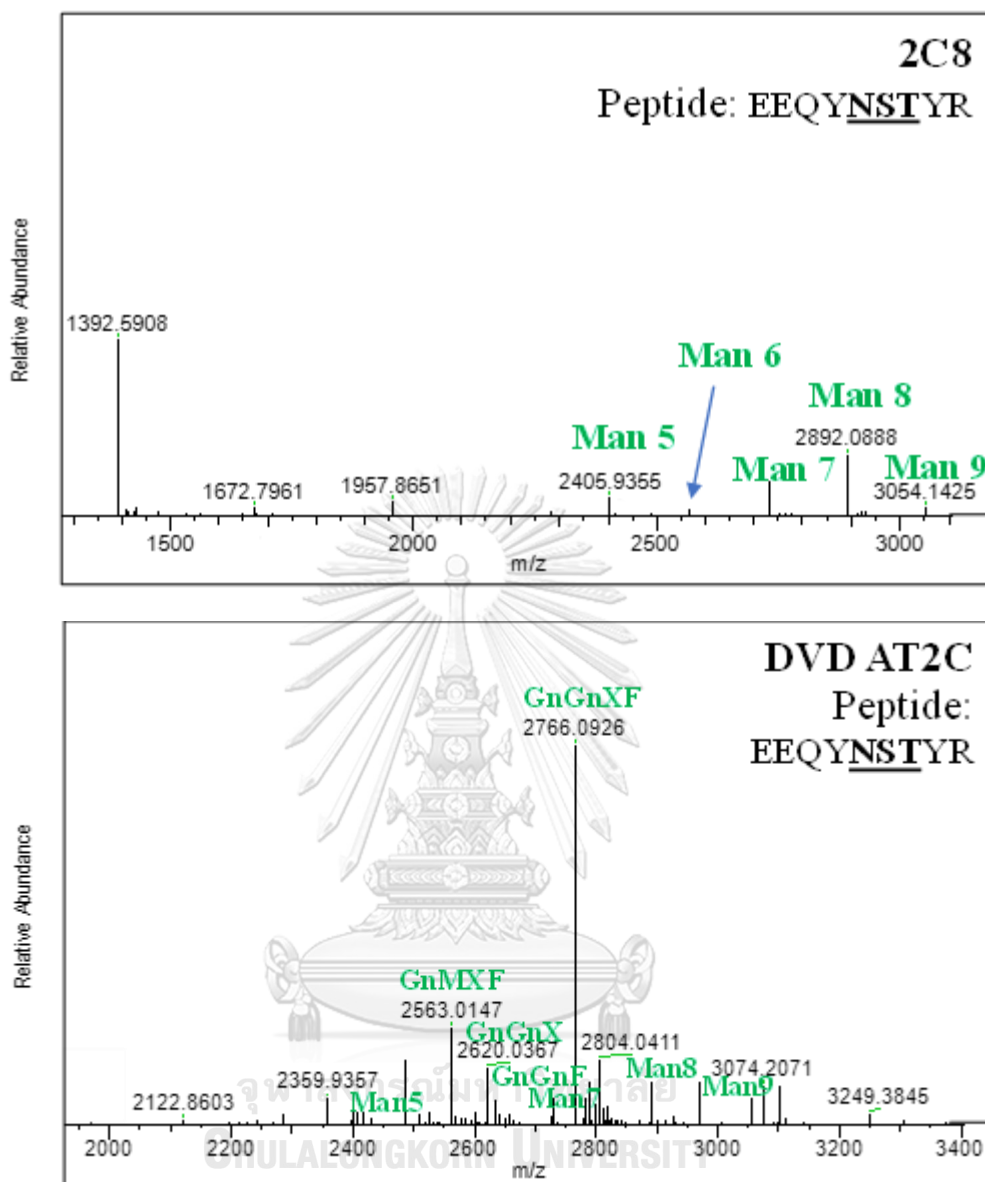 2C8
Peptide: EEQYNSTYR
Relative Abundance
1392.5908
Man 6
Man 8
Man 5
2892.0888
Man 7
Man 9
1672.7961
1957.8651
2405.9355
3054.1425
1500
2000
2500
3000
m/z
DVD AT2C
Peptide:
EEQYNSTYR
Relative Abundance
GnGnXF
2766.0926
GnMXF
2563.0147
GnGnX
2620.0367
2804.0411
GnGnF
Man8
3074.2071
2359.9357
Man5
Man7
Man9
2122.8603
3249.3845
2000
2200
2400
2600
2800
3000
3200
3400
m/z
CHULALONGKORN UNIVERSITY